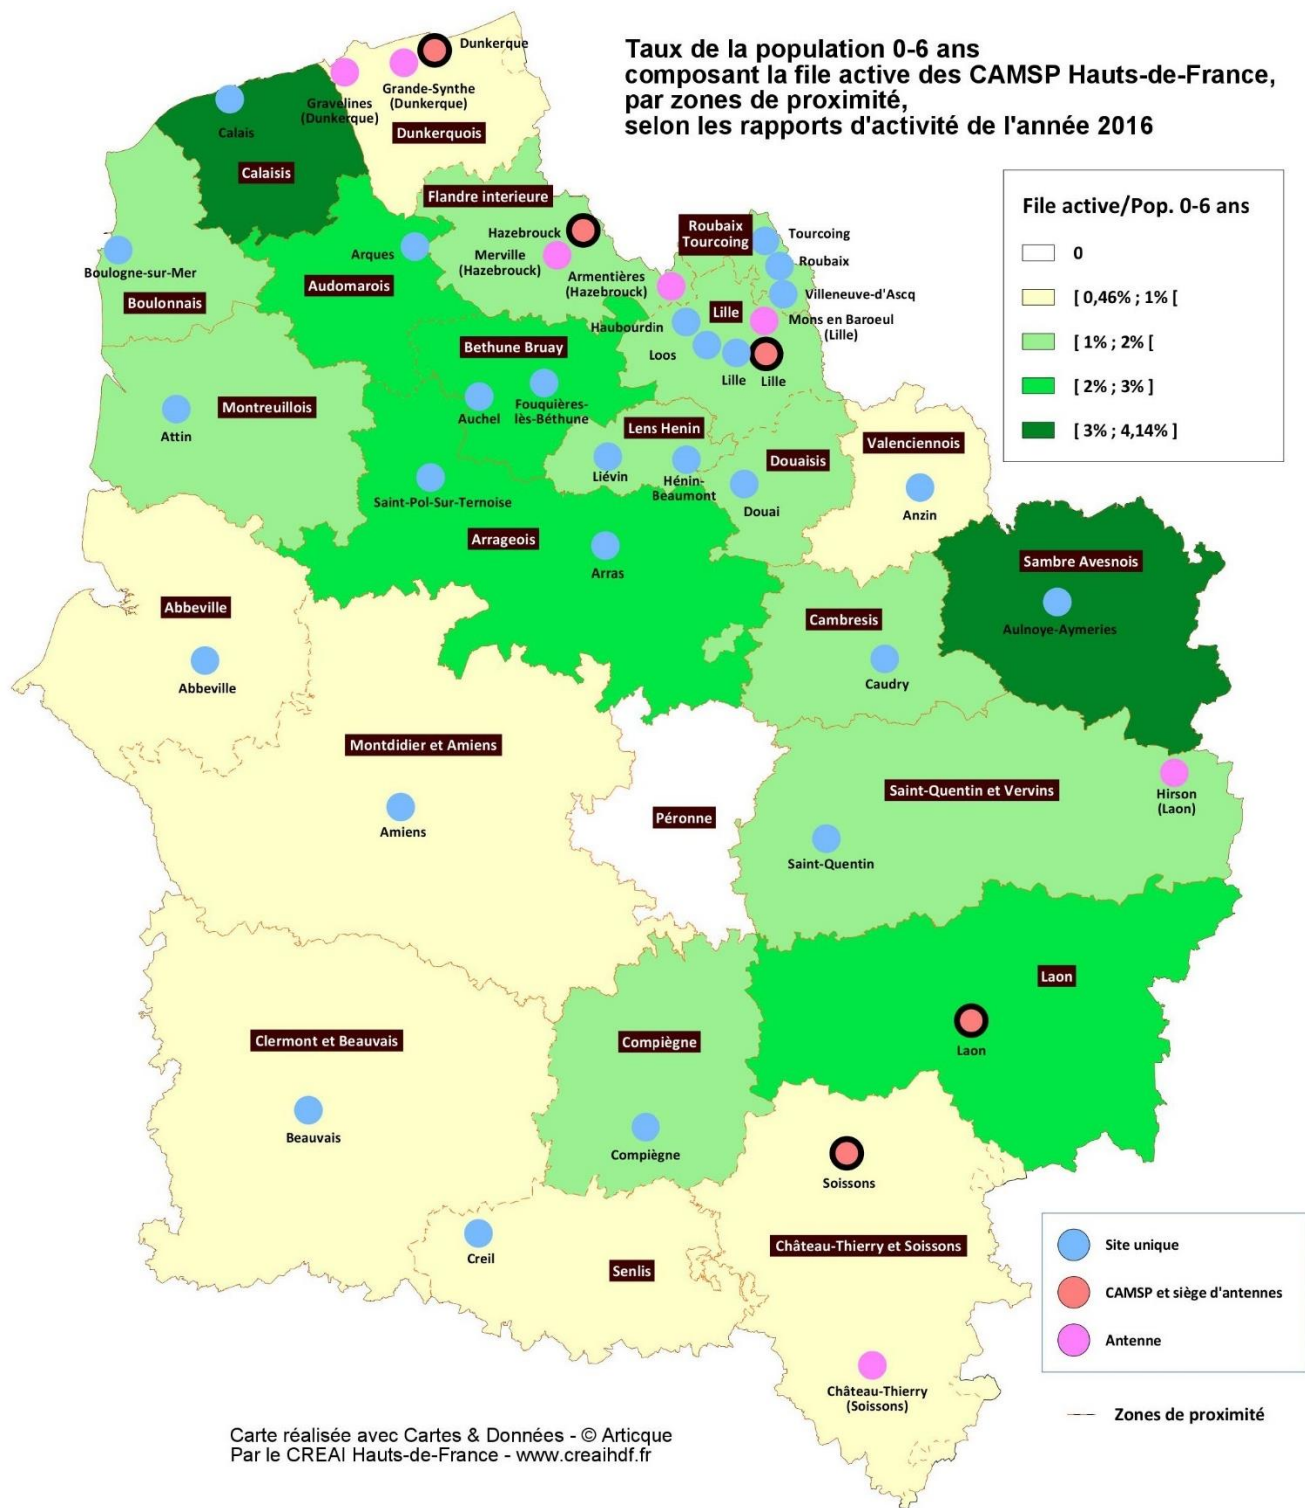 Taux de la population 0-6 ans
composant la file active des CAMSP Hauts-de-France,
par zones de proximité,
selon les rapports d'activité de l'année 2016
File active/Pop. 0-6 ans
0
[ 0,46% ; 1% [
[ 1% ; 2% [
[ 2% ; 3% ]
[ 3% ; 4,14% ]
Dunkerque
Grande-Synthe
(Dunkerque)
Gravelines
(Dunkerque)
Dunkerquois
Calais
Calaisis
Flandre interieure
Hazebrouck
Merville
(Hazebrouck)
Armentières
(Hazebrouck)
Roubaix
Tourcoing
Tourcoing
Roubaix
Villeneuve-d'Ascq
Mons en Baroeul
(Lille)
Lille
Haubourdin
Loos
Lille
Lille
Boulogne-sur-Mer
Boulonnais
Arques
Audomarois
Bethune Bruay
Auchel
Fouquières-
lès-Béthune
Montreuillois
Attin
Lens Henin
Liévin
Hénin-
Beaumont
Douaisis
Douai
Valenciennois
Anzin
Saint-Pol-Sur-Ternoise
Arrageois
Arras
Sambre Avesnois
Aulnoye-Aymeries
Abbeville
Abbeville
Cambresis
Caudry
Montdidier et Amiens
Amiens
Péronne
Saint-Quentin et Vervins
Hirson
(Laon)
Saint-Quentin
Laon
Laon
Clermont et Beauvais
Beauvais
Compiègne
Compiègne
Soissons
Château-Thierry et Soissons
Creil
Senlis
Château-Thierry
(Soissons)
Site unique
CAMSP et siège d'antennes
Antenne
Zones de proximité
Carte réalisée avec Cartes & Données - © Articque
Par le CREAI Hauts-de-France - www.creaihdf.fr